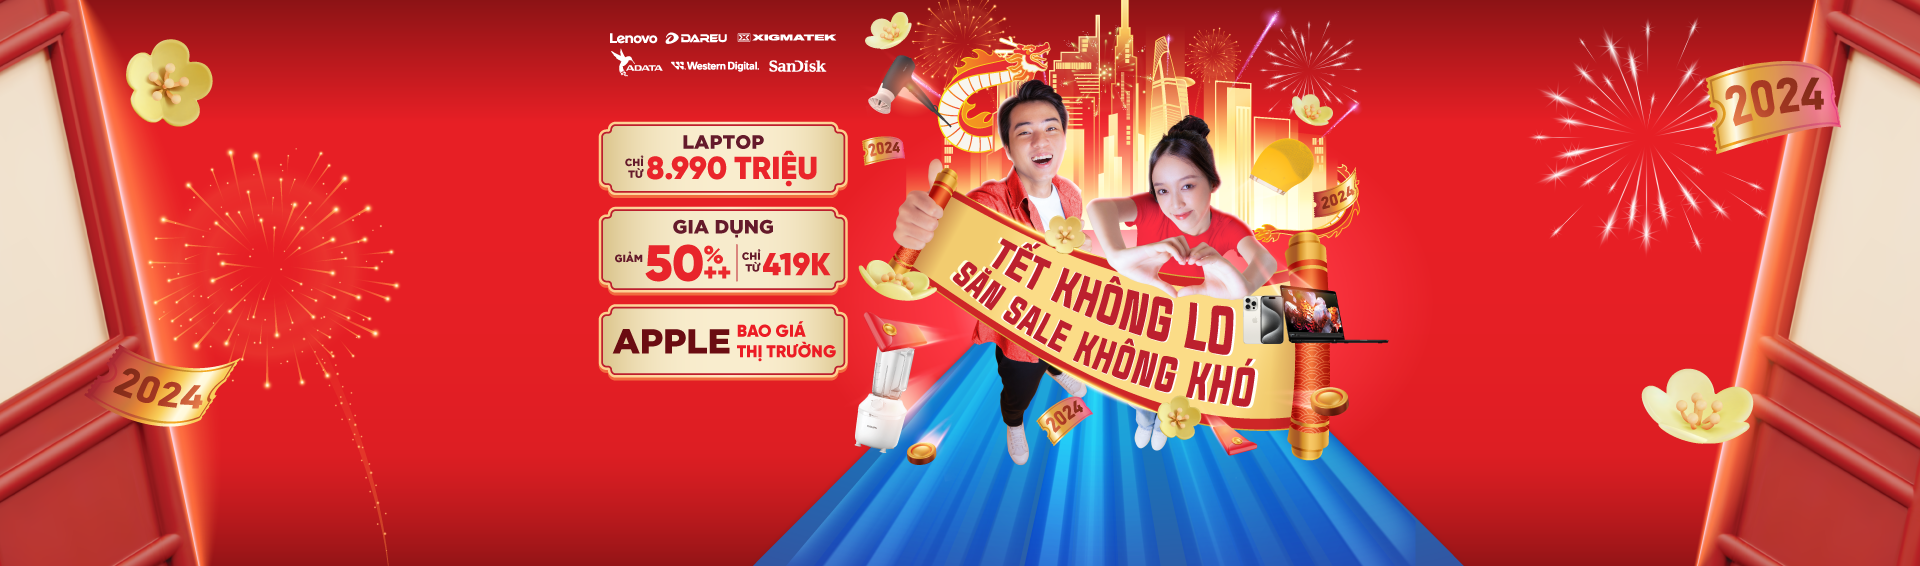 Lenovo DAREU XIGMATEK
ADATA Western Digital. SanDisk
LAPTOP
CHỈ TỪ 8.990 TRIỆU
GIA DỤNG
GIẢM 50%++ CHỈ TỪ 419K
APPLE BAO GIÁ
THỊ TRƯỜNG
TẾT KHÔNG LO
SĂN SALE KHÔNG KHÓ
2024
2024
2024
2024
2024